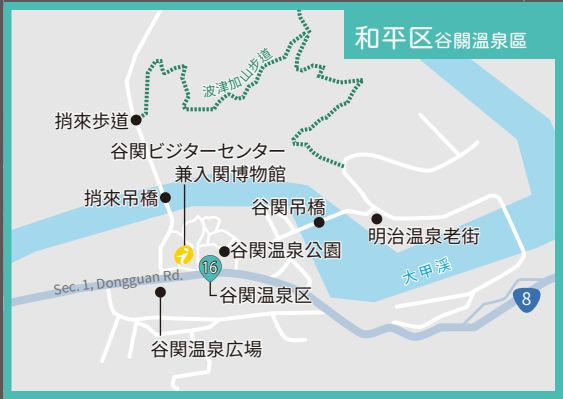 和平区谷關溫泉區
波津加山步道
捎來步道
谷関ビジターセンター
兼入関博物館
捎來吊橋
谷関吊橋
明治温泉老街
谷関温泉公園
大甲溪
16
Sec. 1, Dongguan Rd.
谷関温泉区
8
谷関温泉広場